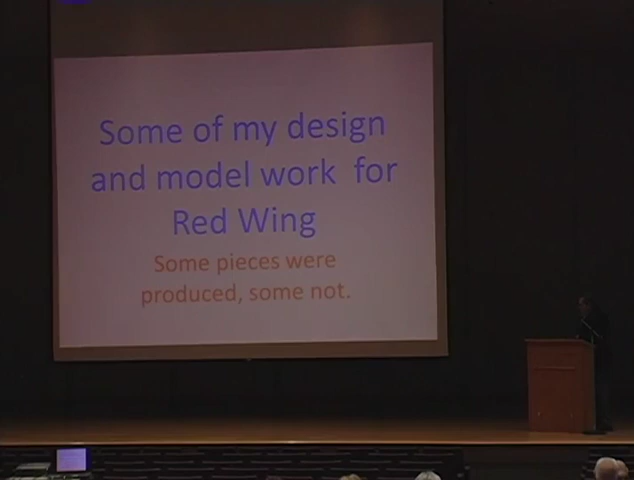 Some of my design
and model work for
Red Wing
Some pieces were
produced, some not.